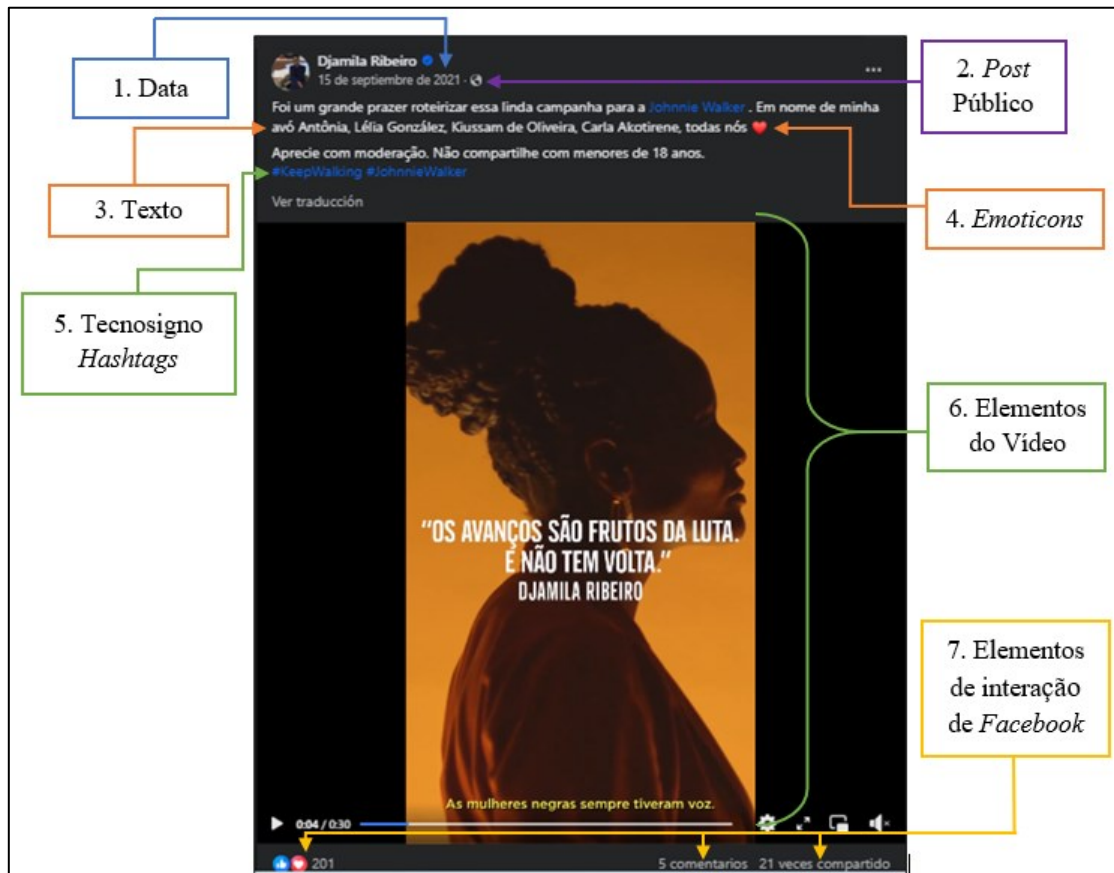 1. Data
2. Post
Público
3. Texto
4. Emoticons
5. Tecnosigno
Hashtags
6. Elementos
do Vídeo
7. Elementos
de interação
de Facebook
Djamila Ribeiro
15 de septiembre de 2021 ·
Foi um grande prazer roteirizar essa linda campanha para a Johnnie Walker . Em nome de minha
avó Antônia, Lélia González, Kiussam de Oliveira, Carla Akotirene, todas nós ❤️
Aprecie com moderação. Não compartilhe com menores de 18 anos.
#KeepWalking #JohnnieWalker
Ver traducción
“OS AVANÇOS SÃO FRUTOS DA LUTA.
E NÃO TEM VOLTA.”
DJAMILA RIBEIRO
As mulheres negras sempre tiveram voz.
0:04 / 0:30
201
5 comentarios 21 veces compartido